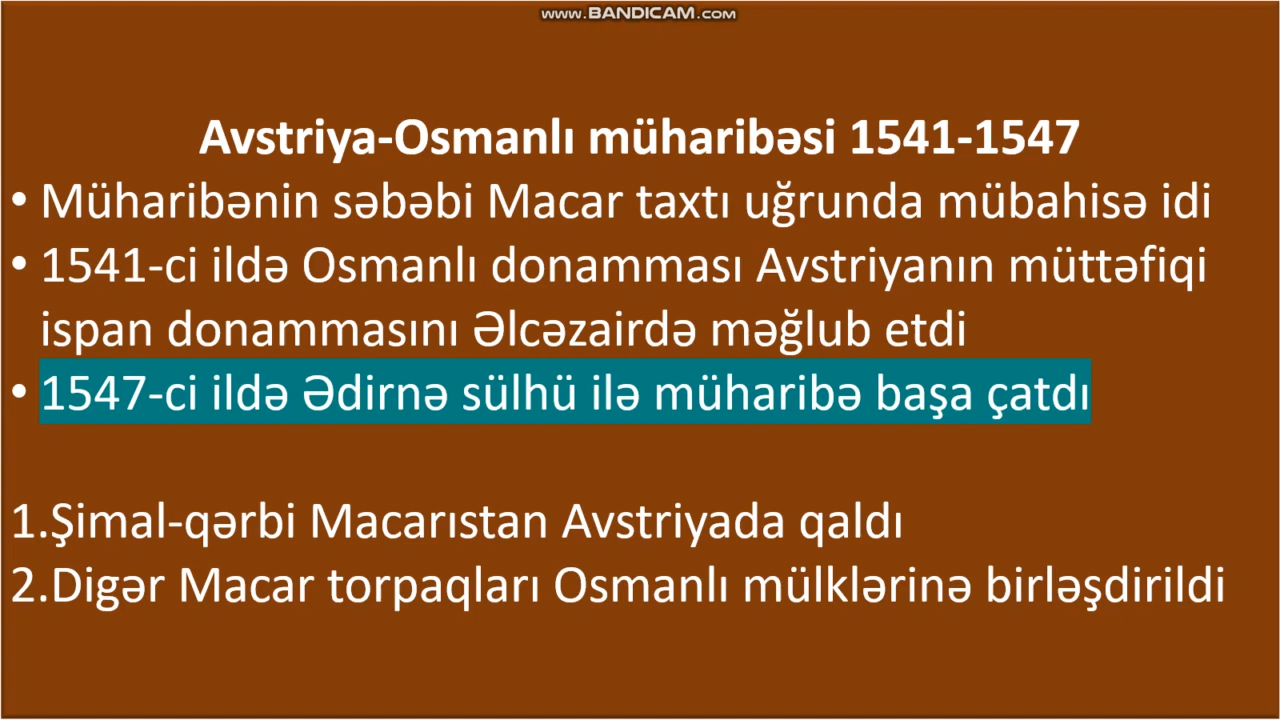 www.BANDICAM.com
Avstriya-Osmanlı müharibəsi 1541-1547
• Müharibənin səbəbi Macar taxtı uğrunda mübahisə idi
• 1541-ci ildə Osmanlı donamması Avstriyanın müttəfiqi
ispan donammasını Əlcəzairdə məğlub etdi
• 1547-ci ildə Ədirnə sülhü ilə müharibə başa çatdı
1.Şimal-qərbi Macarıstan Avstriyada qaldı
2.Digər Macar torpaqları Osmanlı mülklərinə birləşdirildi